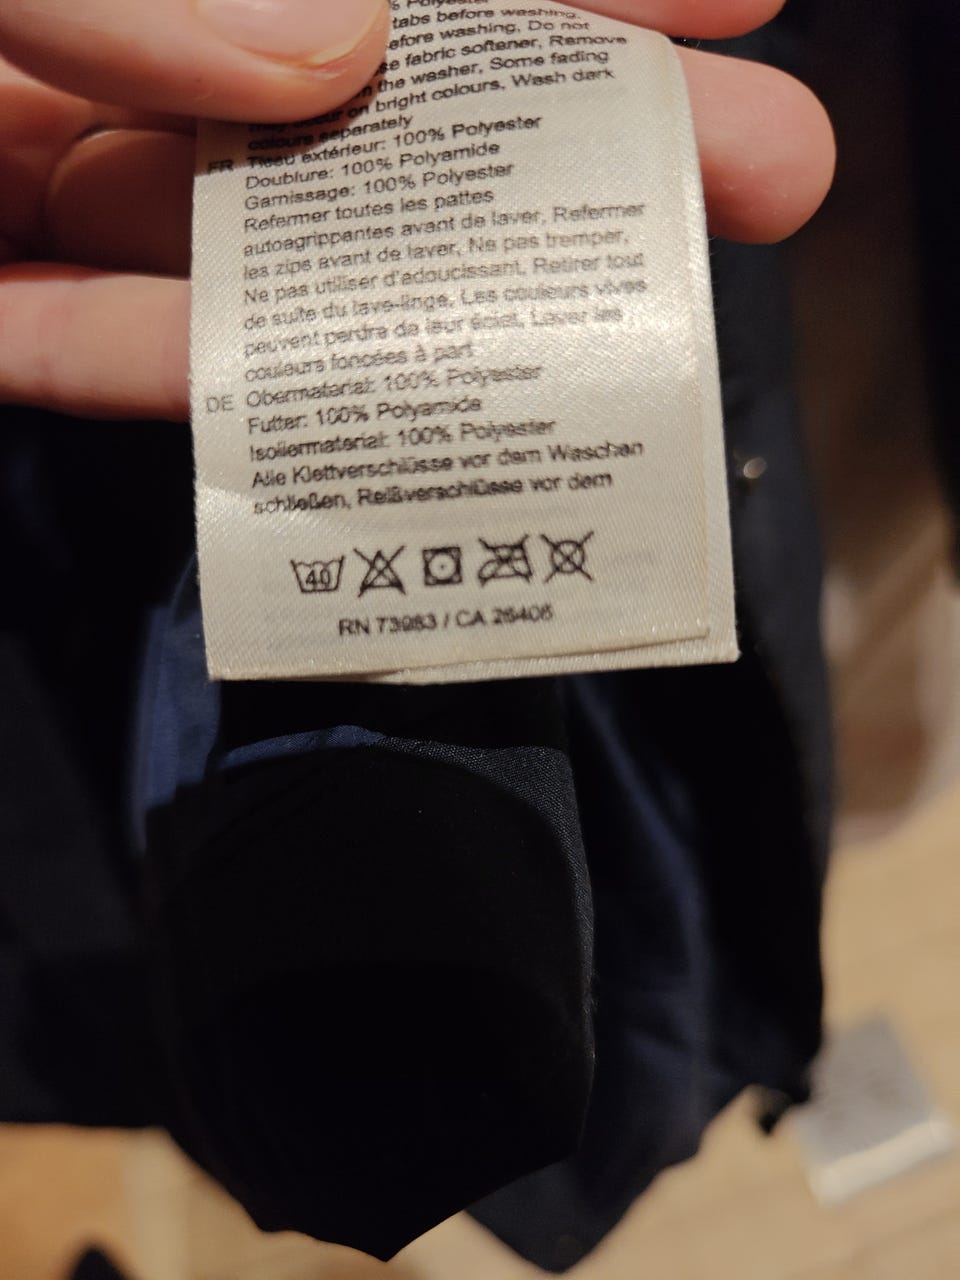 % Polyester
tabs before washing,
before washing, Do not
se fabric softener, Remove
the washer, Some fading
may occur on bright colours, Wash dark
colours separately
FR Tissu extérieur: 100% Polyester
Doublure: 100% Polyamide
Garnissage: 100% Polyester
Refermer toutes les pattes
autoagrippantes avant de laver, Refermer
les zips avant de laver, Ne pas tremper,
Ne pas utiliser d'adoucissant, Retirer tout
de suite du lave-linge, Les couleurs vives
peuvent perdre de leur éclat, Laver les
couleurs foncées à part
DE Obermaterial: 100% Polyester
Futter: 100% Polyamide
Isoliermaterial: 100% Polyester
Alle Klettverschlüsse vor dem Waschen
schließen, Reißverschlüsse vor dem
40
RN 73983 / CA 26406